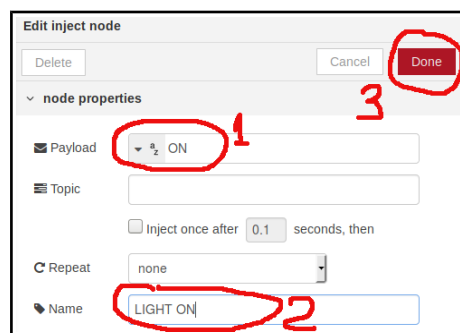 Edit inject node
Delete Cancel Done
node properties 3
Payload a z ON 1
Topic
Inject once after 0.1 seconds, then
Repeat none
Name LIGHT ON 2